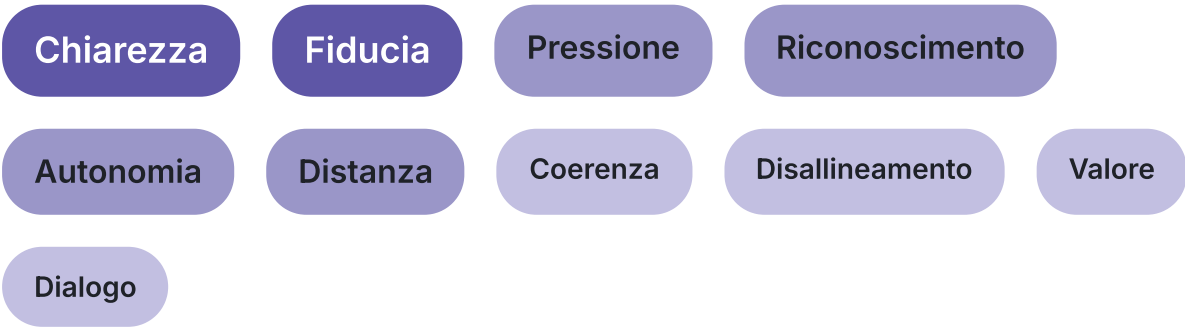 Chiarezza Fiducia Pressione Riconoscimento
Autonomia Distanza Coerenza Disallineamento Valore
Dialogo